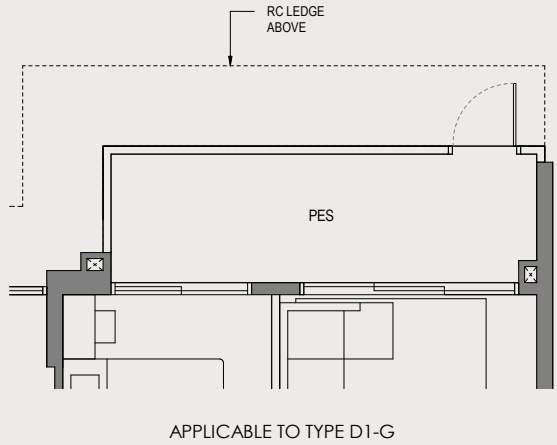 RC LEDGE
ABOVE
PES
APPLICABLE TO TYPE D1-G